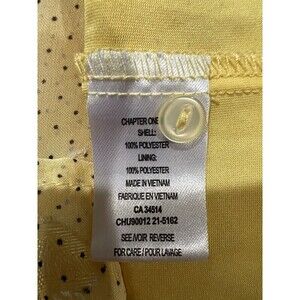 CHAPTER ONE
SHELL:
100% POLYESTER
LINING:
100% POLYESTER
MADE IN VIETNAM
FABRIQUE EN VIETNAM
CA 34514
CHU90012 21-5162
SEE/VOIR REVERSE
FOR CARE/POUR LAVAGE